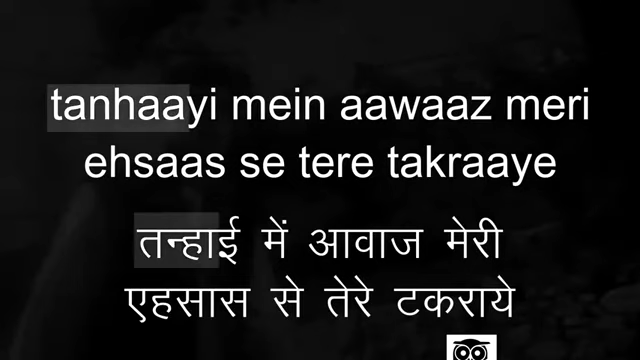 tanhaayi mein aawaaz meri
ehsaas se tere takraaye
तन्हाई में आवाज मेरी
एहसास से तेरे टकराये